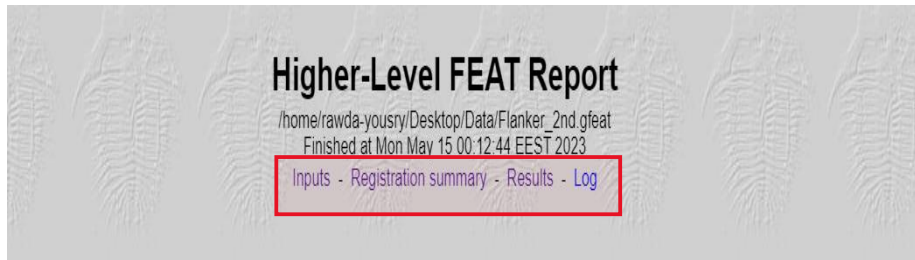 Higher-Level FEAT Report
/home/rawda-yousry/Desktop/Data/Flanker_2nd.gfeat
Finished at Mon May 15 00:12:44 EEST 2023
Inputs - Registration summary - Results - Log